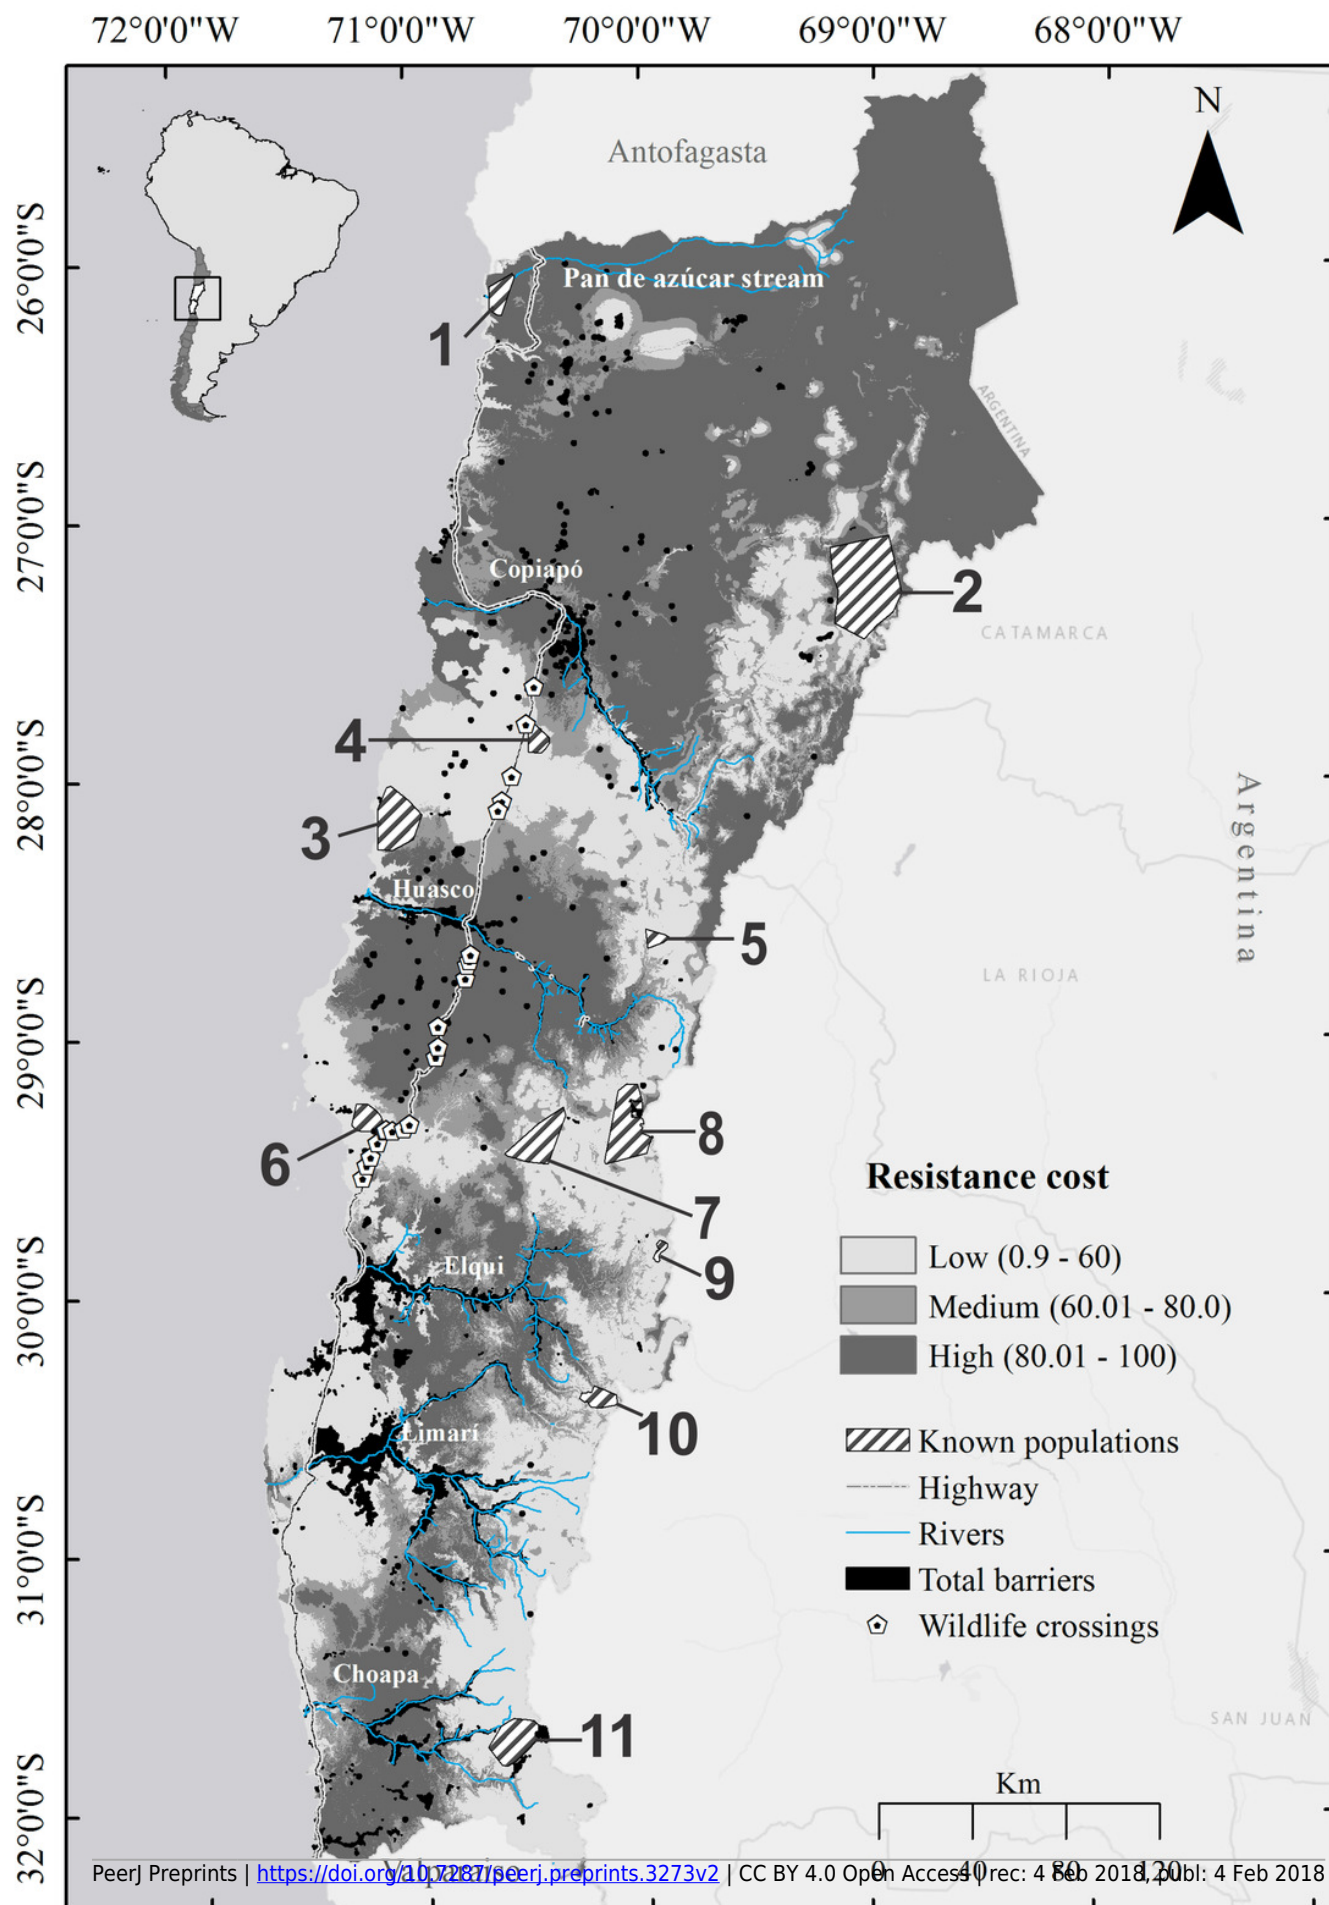 72°0'0"W 71°0'0"W 70°0'0"W 69°0'0"W 68°0'0"W
N
Antofagasta
26°0'0"S
Pan de azúcar stream
1
ARGENTINA
27°0'0"S
Copiapó
2
CATAMARCA
4
28°0'0"S
3
Argentina
Huasco
5
LA RIOJA
29°0'0"S
6
8
7
Resistance cost
Low (0.9 - 60)
Medium (60.01 - 80.0)
High (80.01 - 100)
Elqui
9
30°0'0"S
10
Limarí
Known populations
Highway
Rivers
Total barriers
Wildlife crossings
31°0'0"S
Choapa
11
SAN JUAN
Km
0 40 80 120
32°0'0"S
Valparaíso
PeerJ Preprints | https://doi.org/10.7287/peerj.preprints.3273v2 | CC BY 4.0 Open Access | rec: 4 Feb 2018, publ: 4 Feb 2018